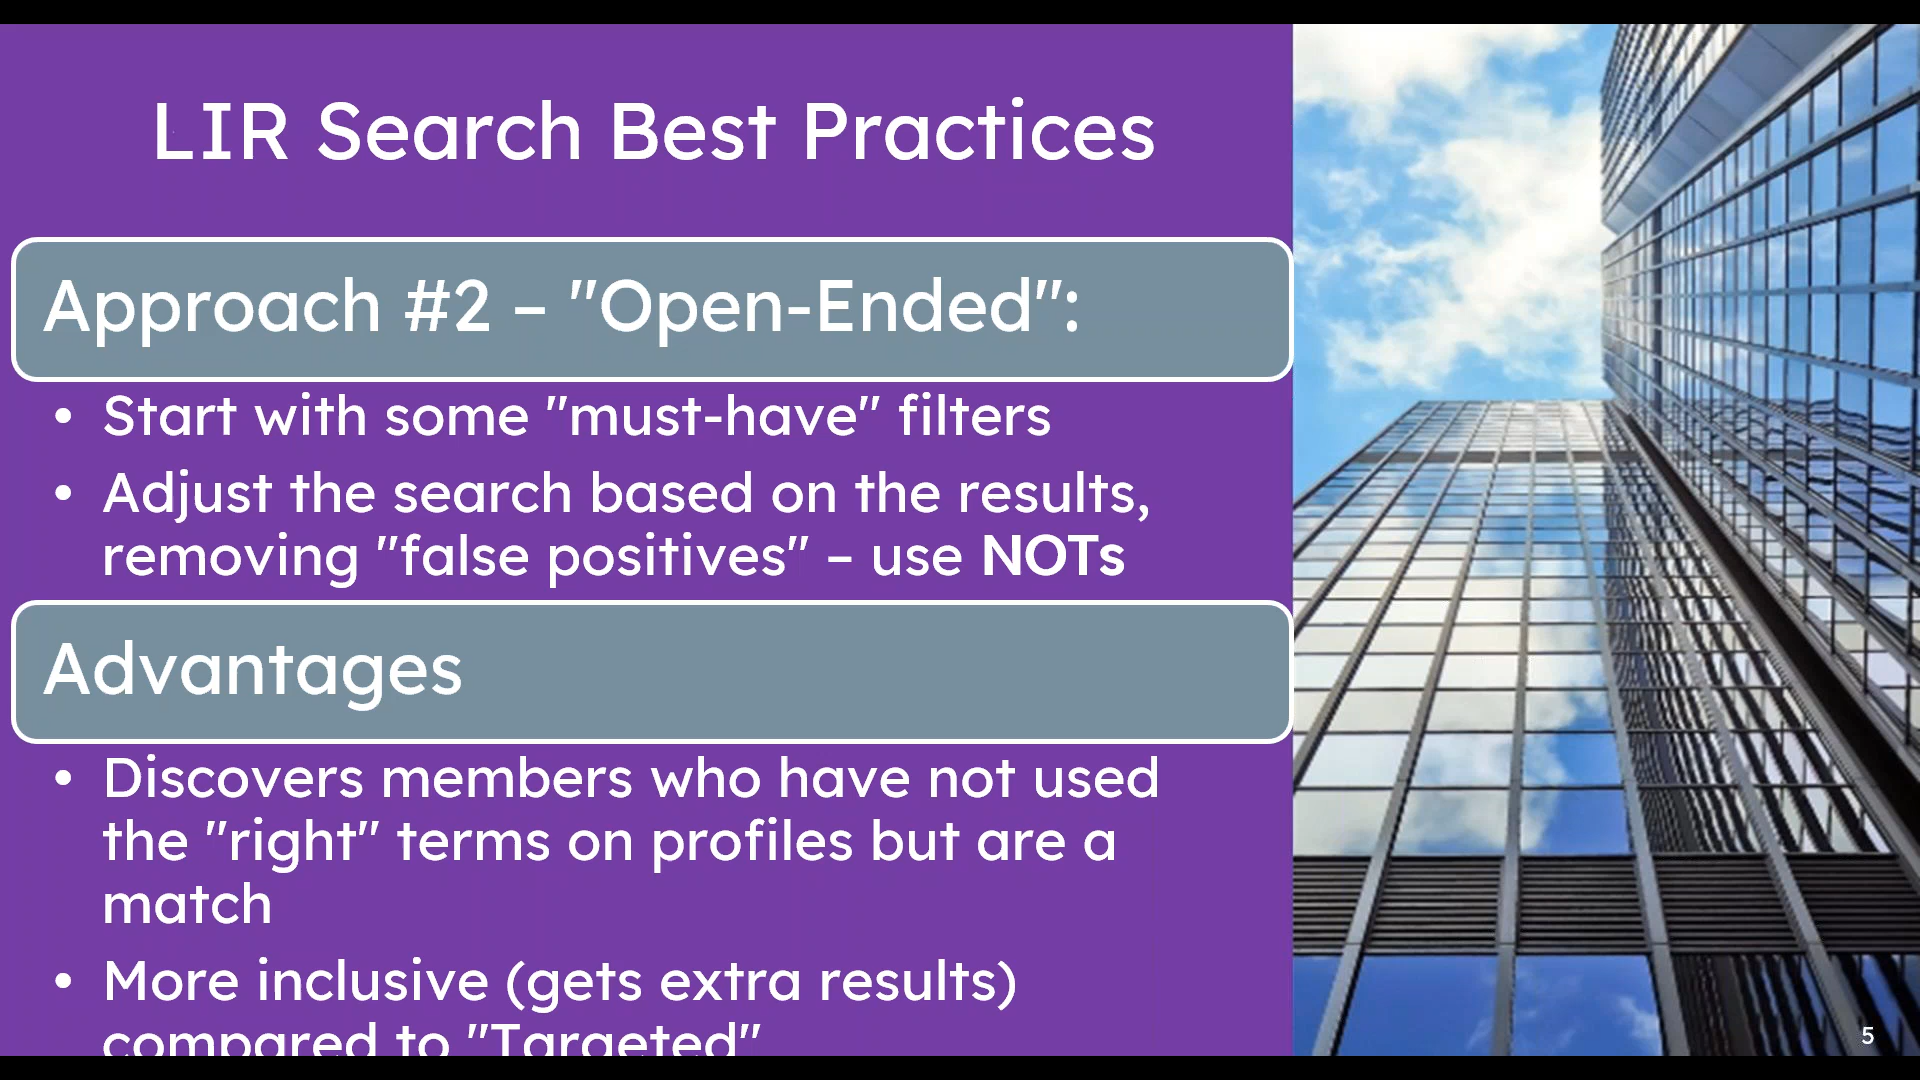 LIR Search Best Practices
Approach #2 – "Open-Ended":
• Start with some "must-have" filters
• Adjust the search based on the results,
removing "false positives" – use NOTs
Advantages
• Discovers members who have not used
the "right" terms on profiles but are a
match
• More inclusive (gets extra results)
compared to "Targeted"
5